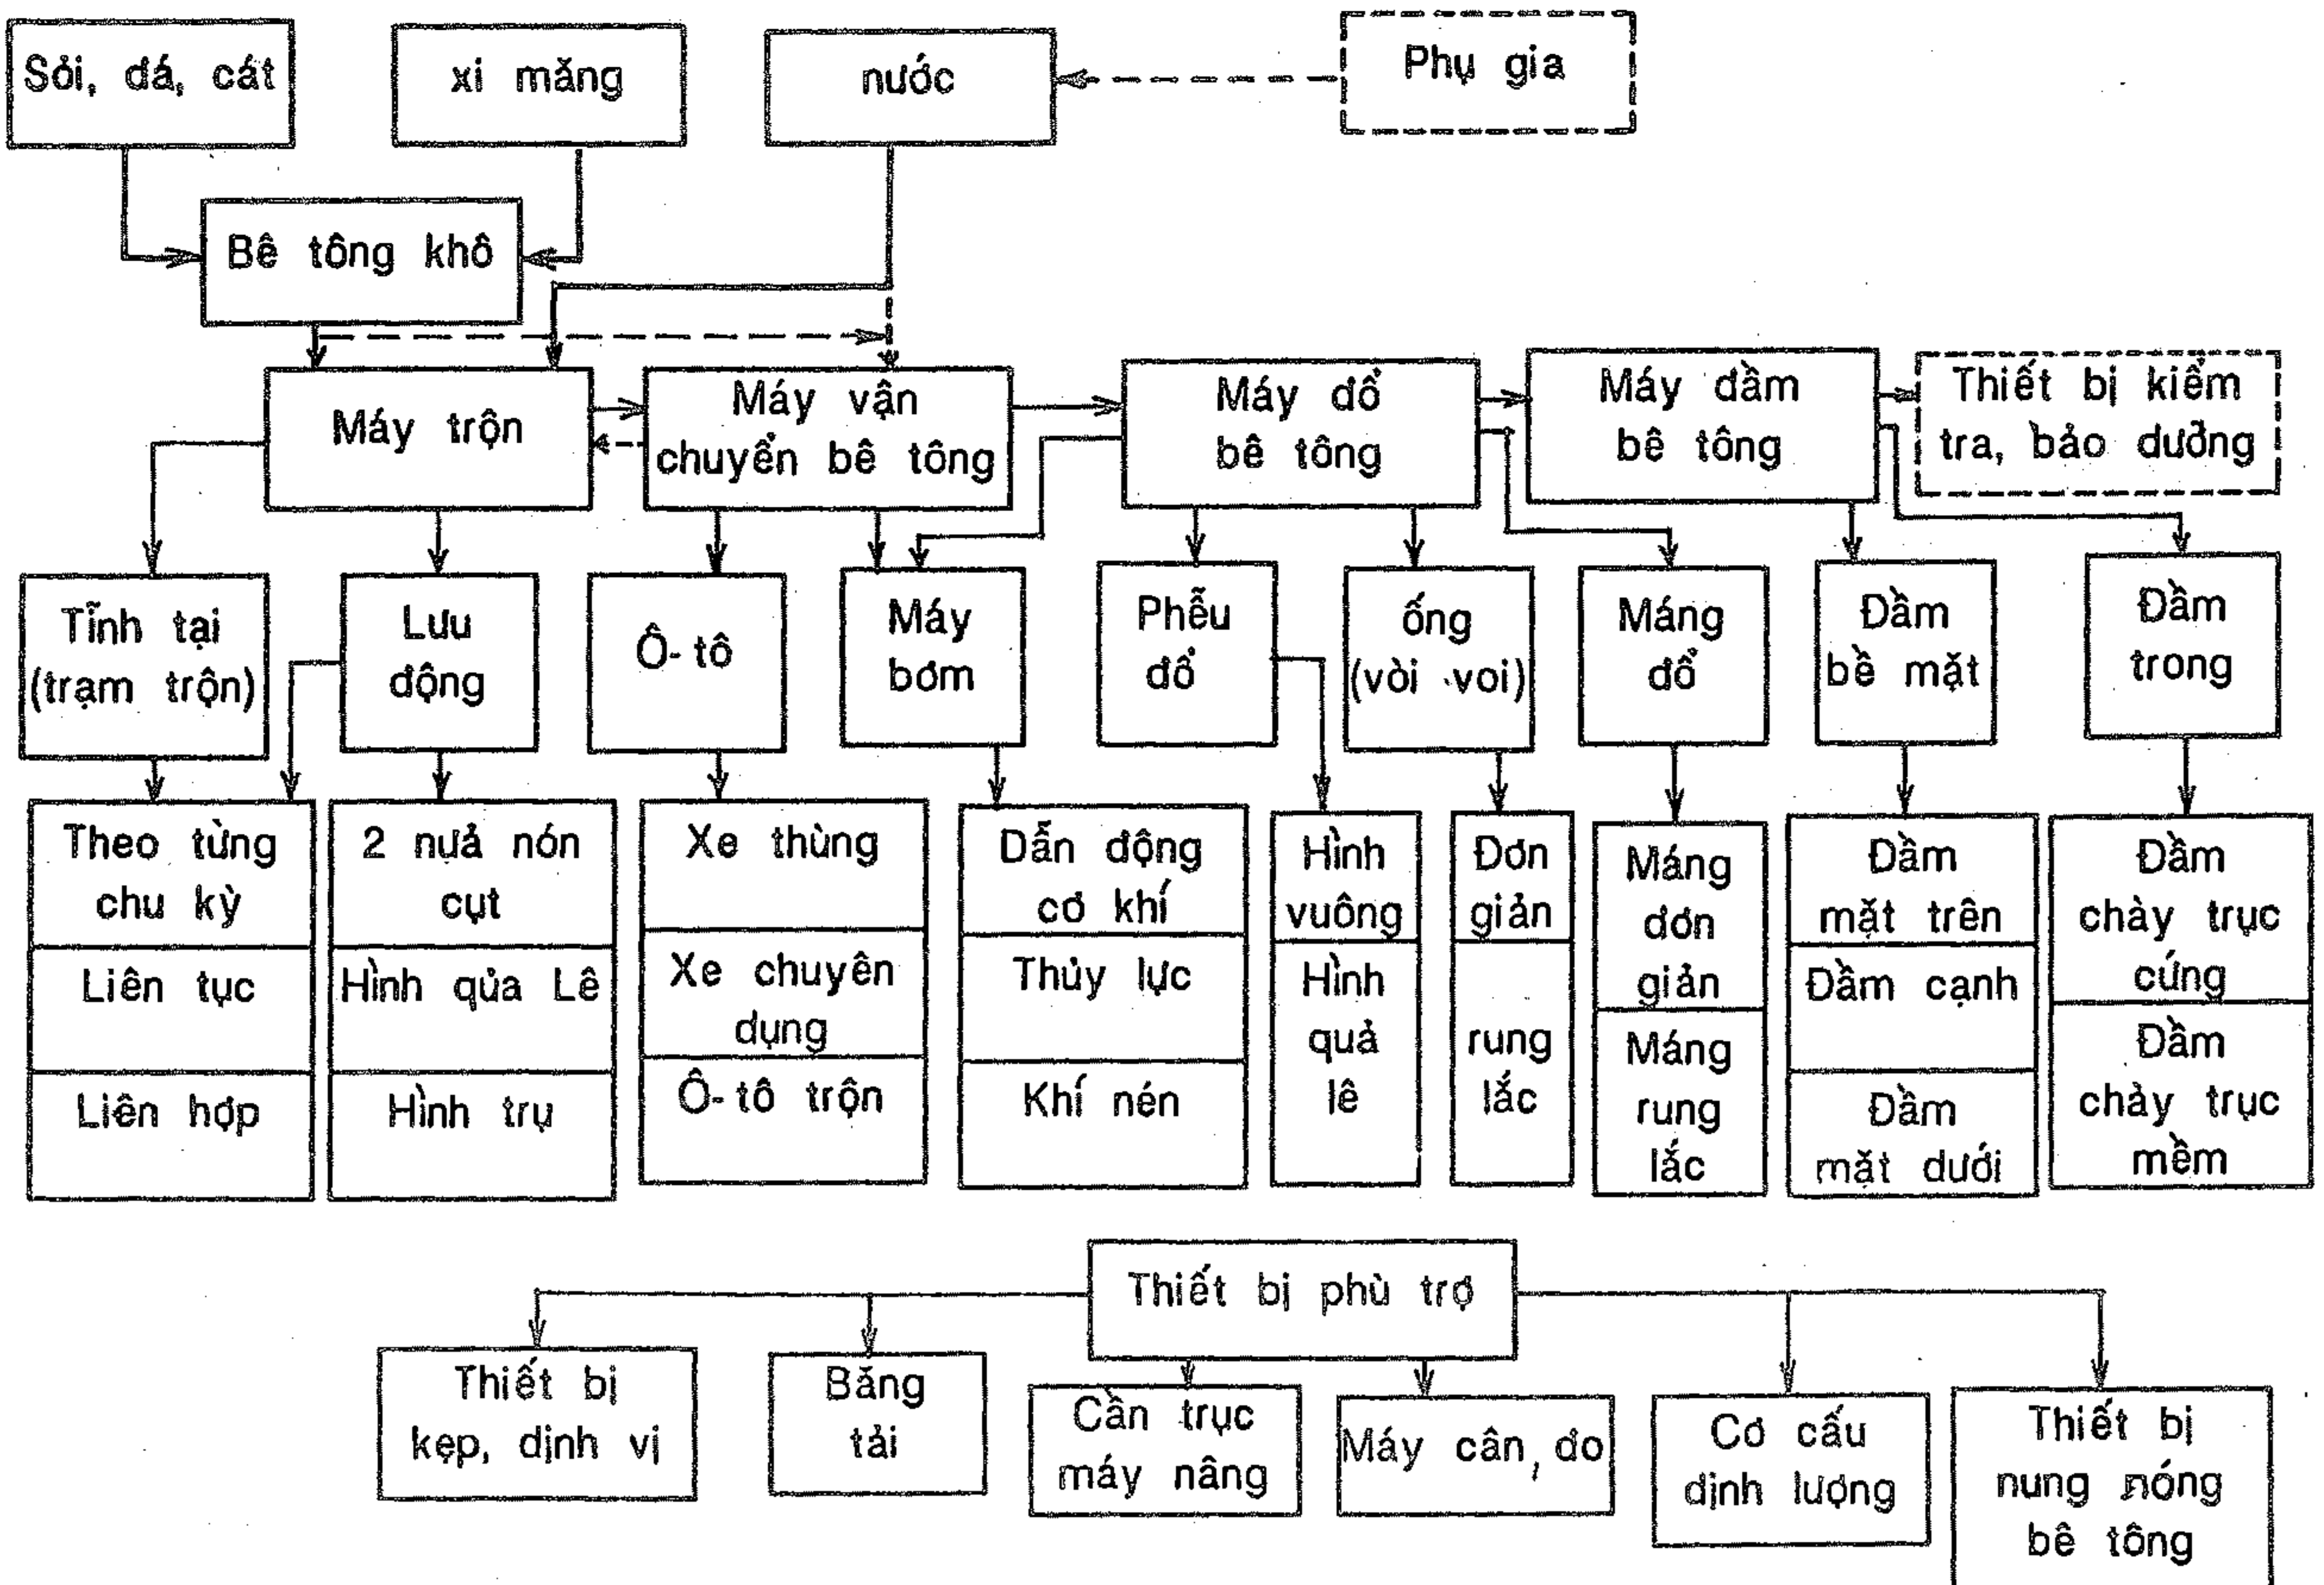 Sỏi, đá, cát
xi măng
nước
Phụ gia
Bê tông khô
Máy trộn
Máy vận
chuyển bê tông
Máy đổ
bê tông
Máy đầm
bê tông
Thiết bị kiểm
tra, bảo dưỡng
Tĩnh tại
(trạm trộn)
Lưu
động
Ô-tô
Máy
bơm
Phễu
đổ
ống
(vòi voi)
Máng
đổ
Đầm
bề mặt
Đầm
trong
Theo từng
chu kỳ
Liên tục
Liên hợp
2 nửa nón
cụt
Hình qủa Lê
Hình trụ
Xe thùng
Xe chuyên
dụng
Ô-tô trộn
Dẫn động
cơ khí
Thủy lực
Khí nén
Hình
vuông
Hình
quả
lê
Đơn
giản
rung
lắc
Máng
đơn
giản
Máng
rung
lắc
Đầm
mặt trên
Đầm cạnh
Đầm
mặt dưới
Đầm
chày trục
cứng
Đầm
chày trục
mềm
Thiết bị phù trợ
Thiết bị
kẹp, định vị
Băng
tải
Cần trục
máy nâng
Máy cân, đo
Cơ cấu
định lượng
Thiết bị
nung nóng
bê tông